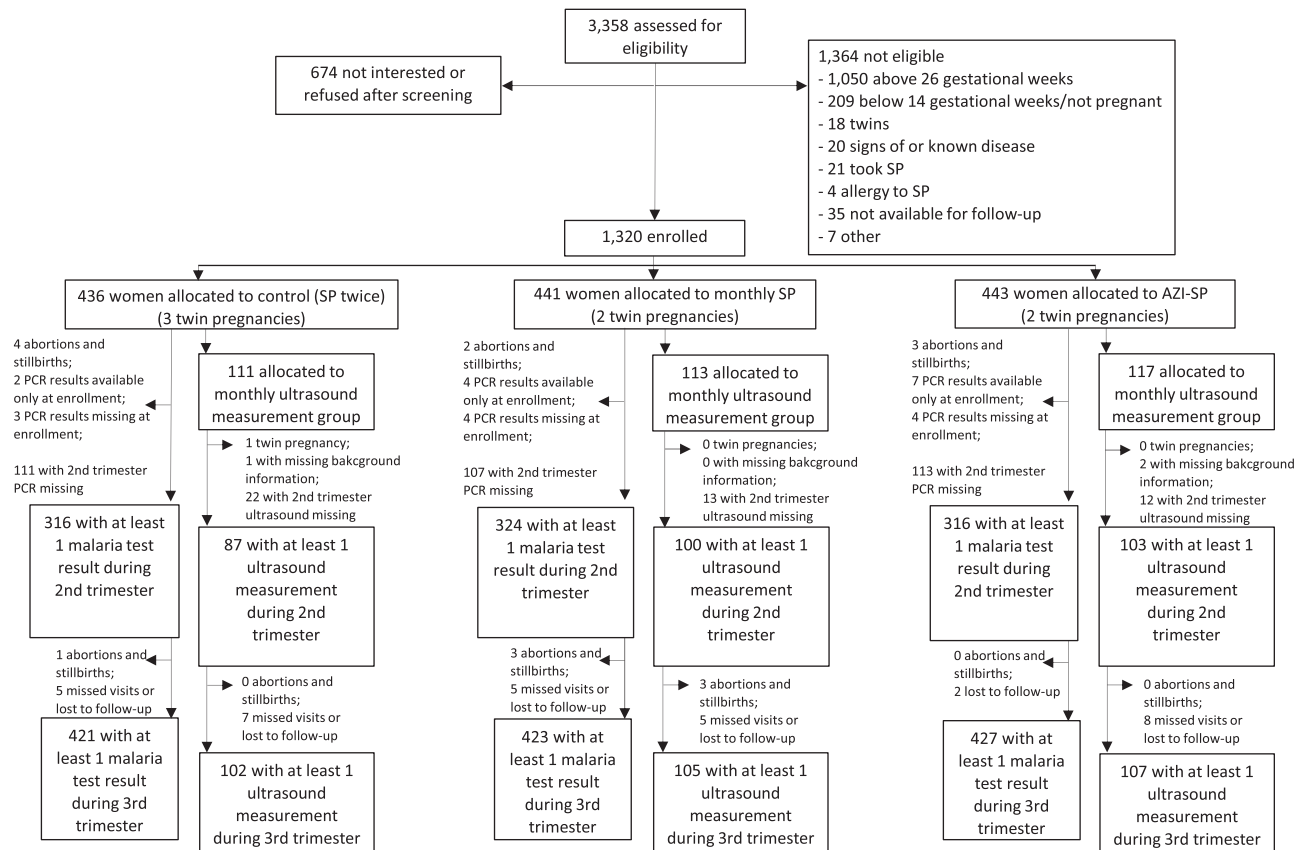 3,358 assessed for
eligibility
674 not interested or
refused after screening
1,364 not eligible
- 1,050 above 26 gestational weeks
- 209 below 14 gestational weeks/not pregnant
- 18 twins
- 20 signs of or known disease
- 21 took SP
- 4 allergy to SP
- 35 not available for follow-up
- 7 other
1,320 enrolled
436 women allocated to control (SP twice)
(3 twin pregnancies)
4 abortions and
stillbirths;
2 PCR results available
only at enrollment;
3 PCR results missing at
enrollment;
111 with 2nd trimester
PCR missing
111 allocated to
monthly ultrasound
measurement group
1 twin pregnancy;
1 with missing bakground
information;
22 with 2nd trimester
ultrasound missing
316 with at least
1 malaria test
result during
2nd trimester
87 with at least 1
ultrasound
measurement
during 2nd
trimester
1 abortions and
stillbirths;
5 missed visits or
lost to follow-up
0 abortions and
stillbirths;
7 missed visits or
lost to follow-up
421 with at
least 1 malaria
test result
during 3rd
trimester
102 with at least 1
ultrasound
measurement
during 3rd trimester
441 women allocated to monthly SP
(2 twin pregnancies)
2 abortions and
stillbirths;
4 PCR results available
only at enrollment;
4 PCR results missing at
enrollment;
107 with 2nd trimester
PCR missing
113 allocated to
monthly ultrasound
measurement group
0 twin pregnancies;
0 with missing bakground
information;
13 with 2nd trimester
ultrasound missing
324 with at least
1 malaria test
result during 2nd
trimester
100 with at least 1
ultrasound
measurement
during 2nd
trimester
3 abortions and
stillbirths;
5 missed visits or
lost to follow-up
3 abortions and
stillbirths;
5 missed visits or
lost to follow-up
423 with at
least 1 malaria
test result
during 3rd
trimester
105 with at least 1
ultrasound
measurement
during 3rd trimester
443 women allocated to AZI-SP
(2 twin pregnancies)
3 abortions and
stillbirths;
7 PCR results available
only at enrollment;
4 PCR results missing at
enrollment;
113 with 2nd trimester
PCR missing
117 allocated to
monthly ultrasound
measurement group
0 twin pregnancies;
2 with missing bakground
information;
12 with 2nd trimester
ultrasound missing
316 with at least
1 malaria test
result during
2nd trimester
103 with at least 1
ultrasound
measurement
during 2nd
trimester
0 abortions and
stillbirths;
2 lost to follow-up
0 abortions and
stillbirths;
8 missed visits or
lost to follow-up
427 with at
least 1 malaria
test result
during 3rd
trimester
107 with at least 1
ultrasound
measurement
during 3rd trimester